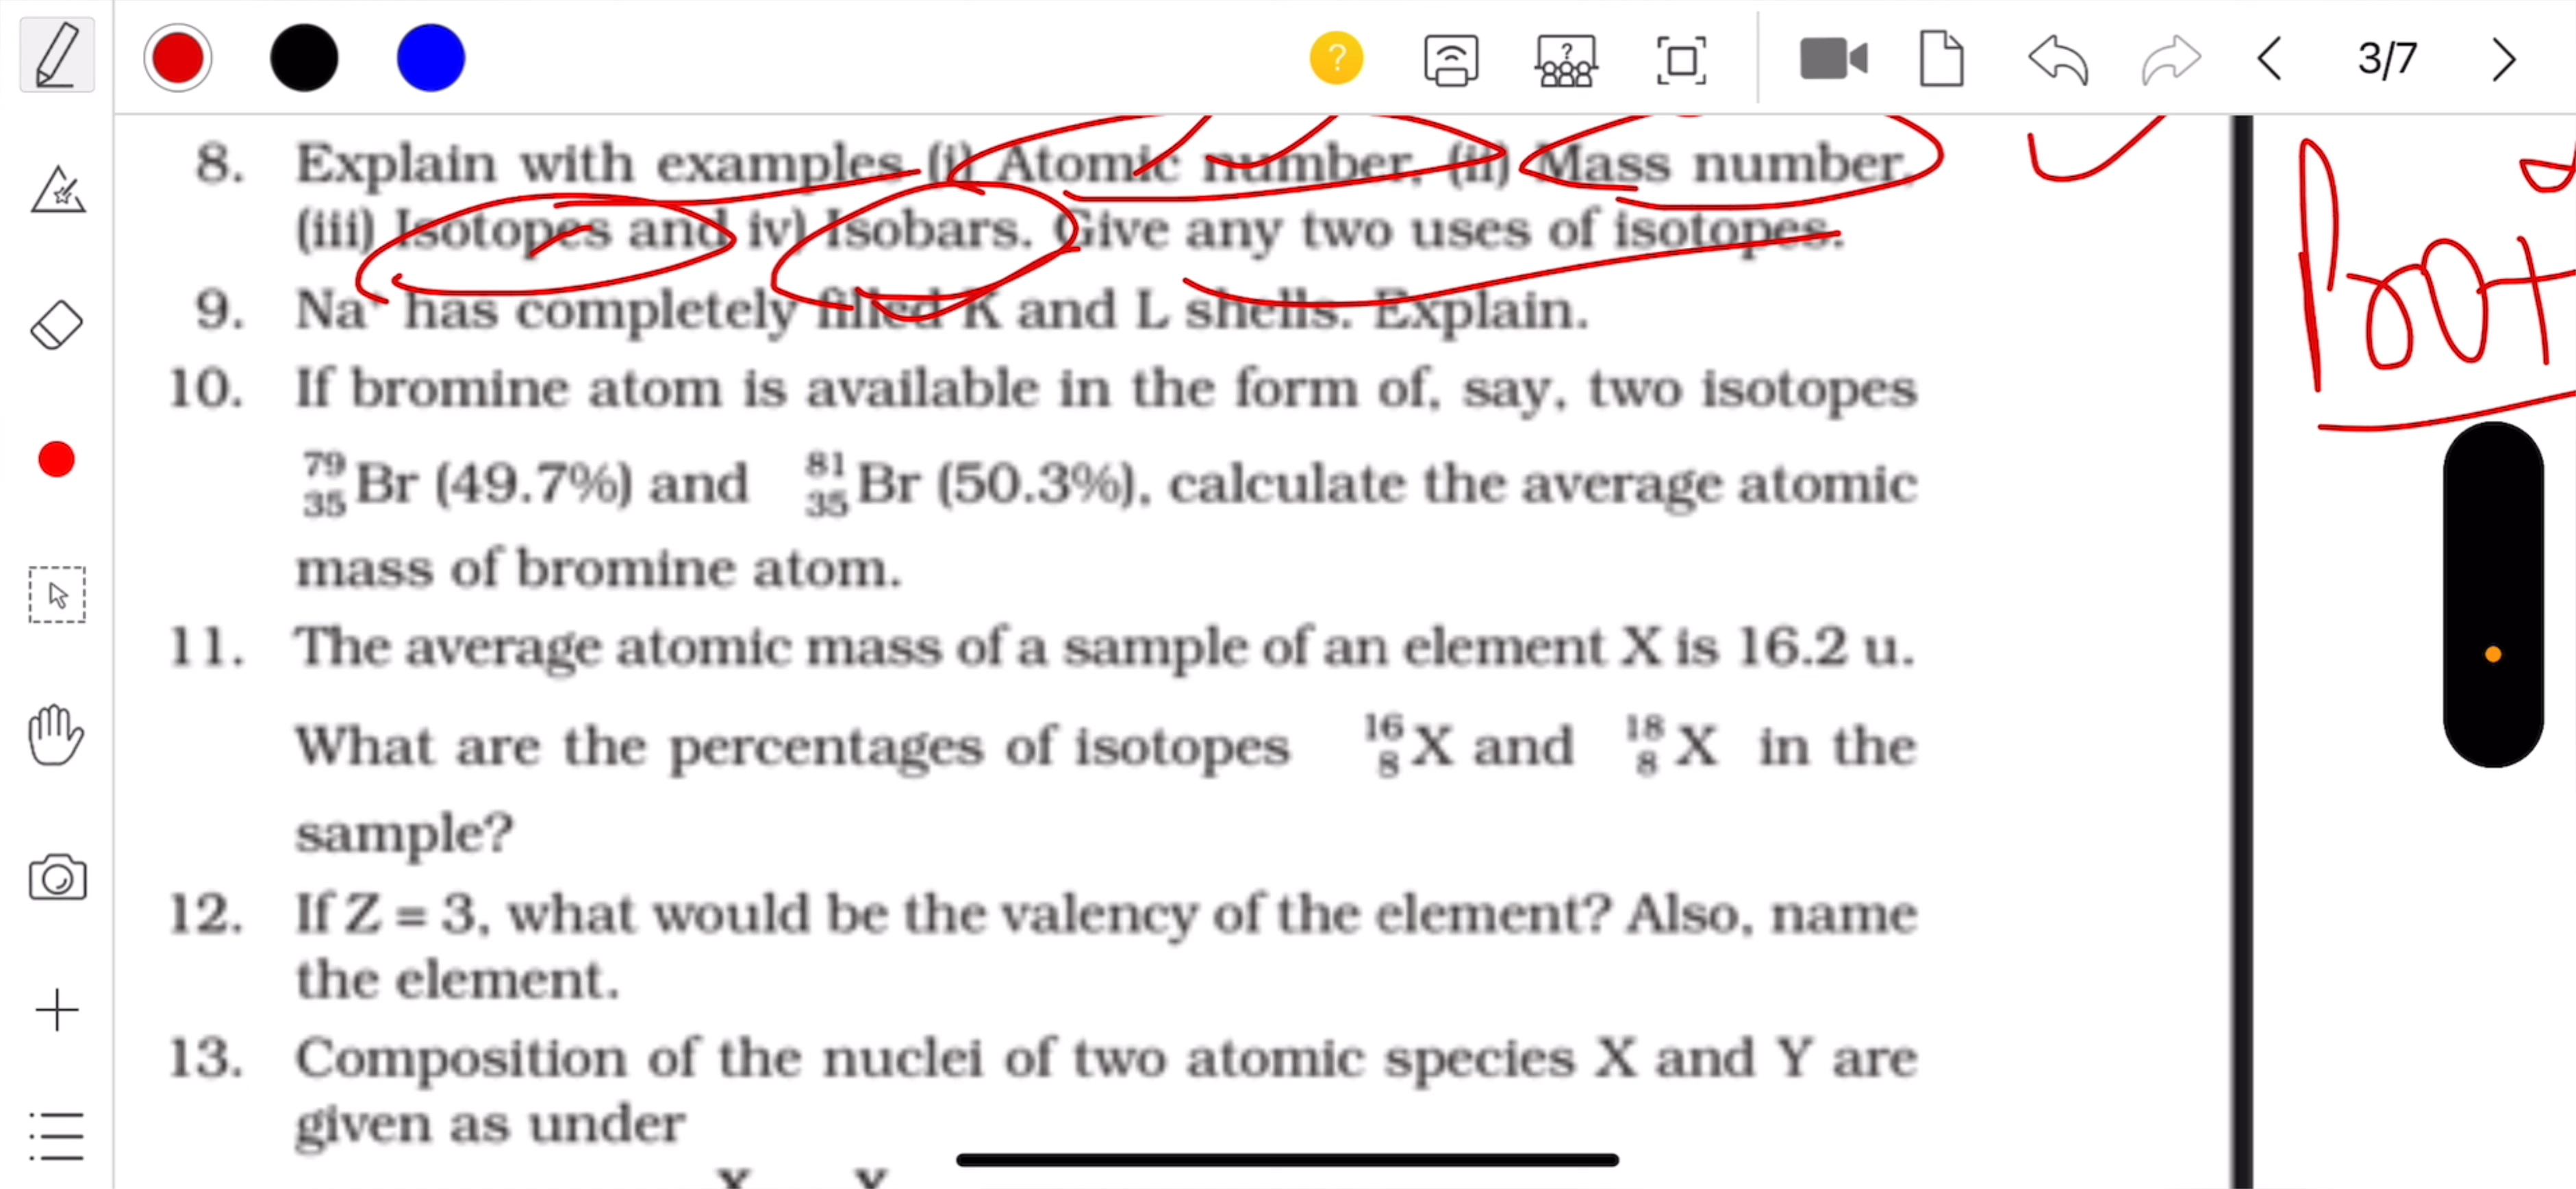 3/7
8. Explain with examples (i) Atomic number, (ii) Mass number,
(iii) Isotopes and iv) Isobars. Give any two uses of isotopes.
9. Na⁺ has completely filled K and L shells. Explain.
10. If bromine atom is available in the form of, say, two isotopes
⁷⁹₃₅Br (49.7%) and ⁸¹₃₅Br (50.3%), calculate the average atomic
mass of bromine atom.
11. The average atomic mass of a sample of an element X is 16.2 u.
What are the percentages of isotopes ¹⁶₈X and ¹⁸₈X in the
sample?
12. If Z = 3, what would be the valency of the element? Also, name
the element.
13. Composition of the nuclei of two atomic species X and Y are
given as under
X Y